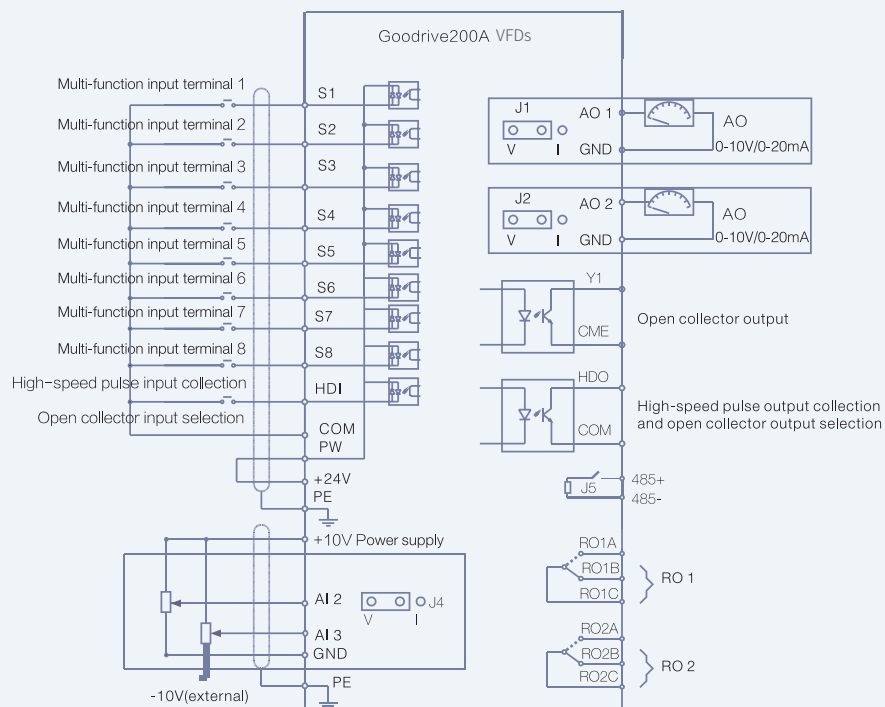 Goodrive200A VFDs
Multi-function input terminal 1
S1
Multi-function input terminal 2
S2
Multi-function input terminal 3
S3
Multi-function input terminal 4
S4
Multi-function input terminal 5
S5
Multi-function input terminal 6
S6
Multi-function input terminal 7
S7
Multi-function input terminal 8
S8
High-speed pulse input collection
HDI
Open collector input selection
COM
PW
+24V
PE
+10V Power supply
AI 2
V
I
J4
AI 3
GND
-10V(external)
PE
J1
AO 1
AO
V
I
GND
0-10V/0-20mA
J2
AO 2
AO
V
I
GND
0-10V/0-20mA
Y1
CME
Open collector output
HDO
COM
High-speed pulse output collection
and open collector output selection
J5
485+
485-
RO1A
RO1B
RO1C
RO 1
RO2A
RO2B
RO2C
RO 2